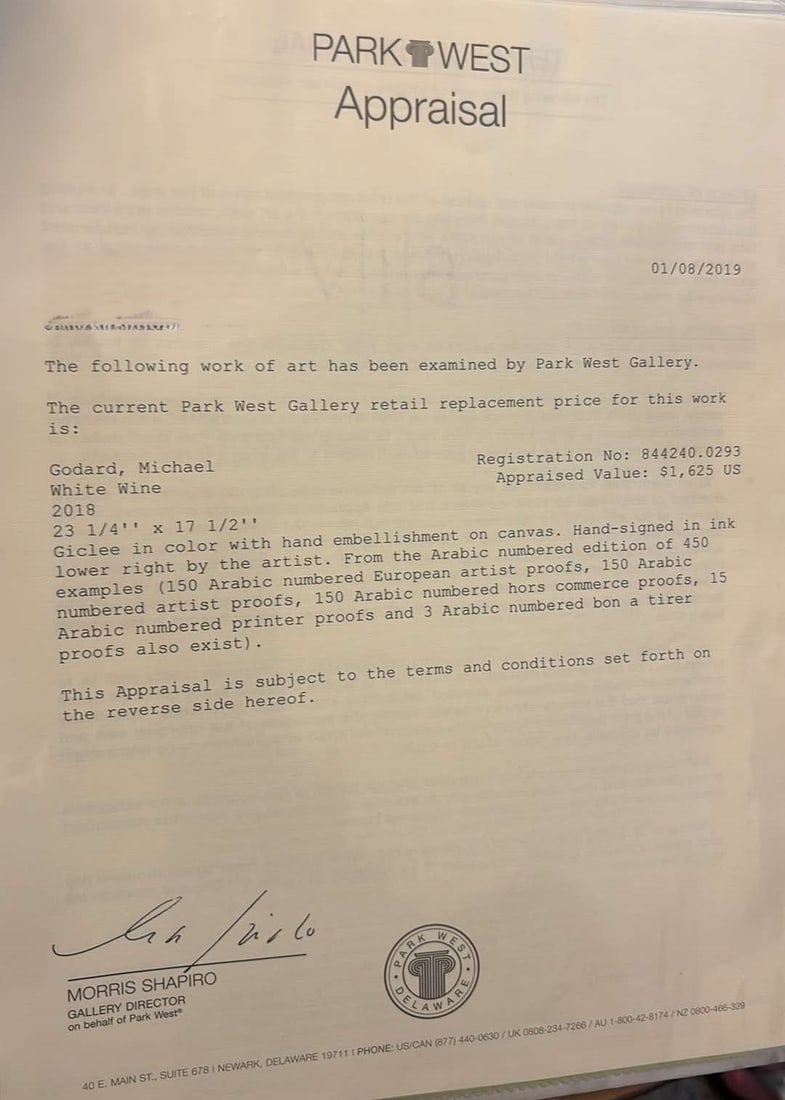 PARK WEST
Appraisal
01/08/2019
The following work of art has been examined by Park West Gallery.
The current Park West Gallery retail replacement price for this work
is:
Godard, Michael
Registration No: 844240.0293
White Wine
Appraised Value: $1,625 US
2018
23 1/4'' x 17 1/2''
Giclee in color with hand embellishment on canvas. Hand-signed in ink
lower right by the artist. From the Arabic numbered edition of 450
examples (150 Arabic numbered European artist proofs, 150 Arabic
numbered artist proofs, 150 Arabic numbered hors commerce proofs, 15
Arabic numbered printer proofs and 3 Arabic numbered bon a tirer
proofs also exist).
This Appraisal is subject to the terms and conditions set forth on
the reverse side hereof.
MORRIS SHAPIRO
GALLERY DIRECTOR
on behalf of Park West®
PARK WEST
DELAWARE
40 E. MAIN ST., SUITE 678 | NEWARK, DELAWARE 19711 | PHONE: US/CAN (877) 440-0630 / UK 0808-234-7266 / AU 1-800-42-8174 / NZ 0800-466-329